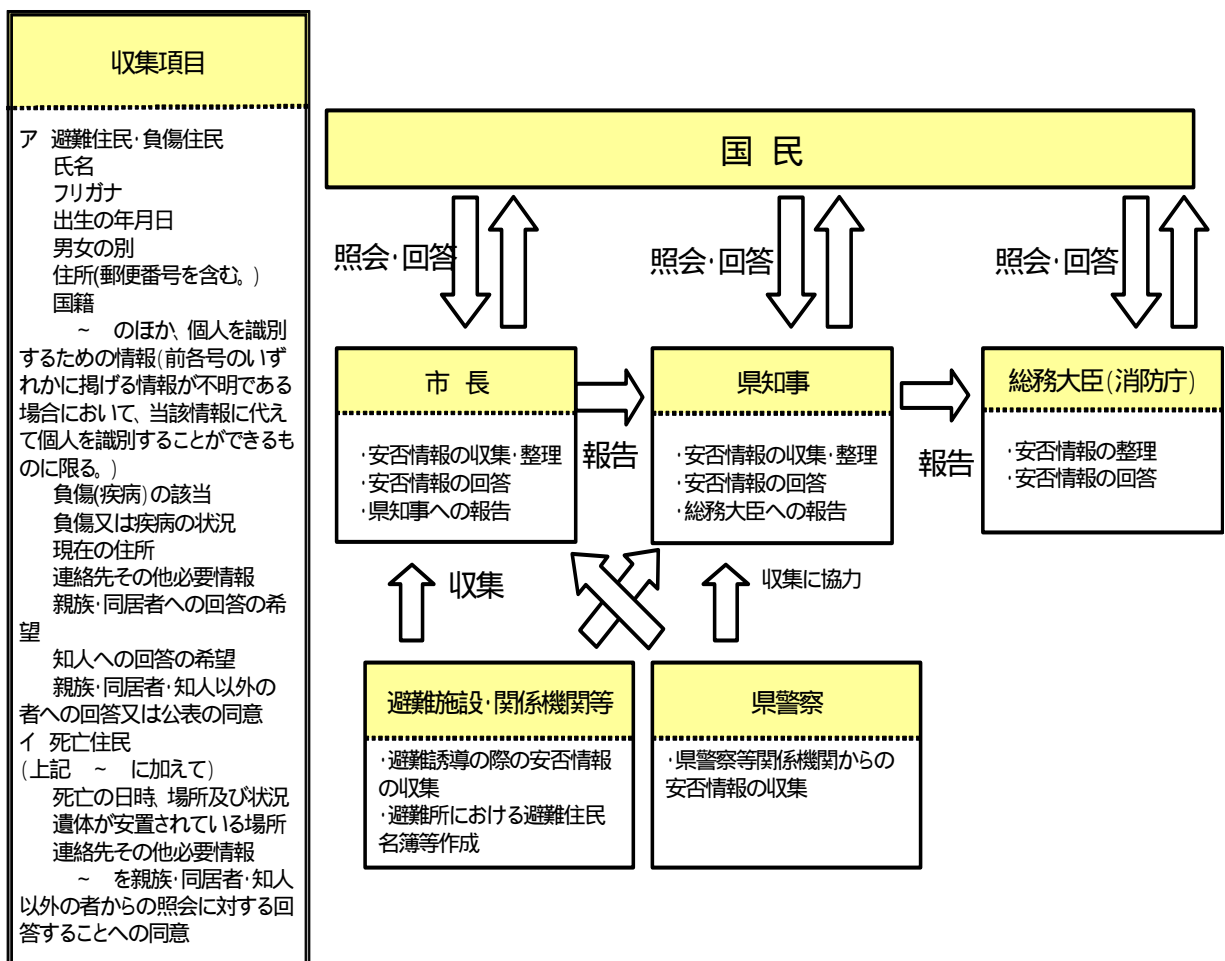 収集項目
ア 避難住民・負傷住民
氏名
フリガナ
出生の年月日
男女の別
住所(郵便番号を含む。)
国籍
~ のほか、個人を識別
するための情報(前各号のいず
れかに掲げる情報が不明である
場合において、当該情報に代え
て個人を識別することができるも
のに限る。)
負傷(疾病)の該当
負傷又は疾病の状況
現在の住所
連絡先その他必要情報
親族・同居者への回答の希
望
知人への回答の希望
親族・同居者・知人以外の
者への回答又は公表の同意
イ 死亡住民
(上記 ~ に加えて)
死亡の日時、場所及び状況
遺体が安置されている場所
連絡先その他必要情報
~ を親族・同居者・知人
以外の者からの照会に対する回
答することへの同意
国 民
照会・回答
照会・回答
照会・回答
市 長
・安否情報の収集・整理
・安否情報の回答
・県知事への報告
報告
県知事
・安否情報の収集・整理
・安否情報の回答
・総務大臣への報告
報告
総務大臣(消防庁)
・安否情報の整理
・安否情報の回答
収集
収集に協力
避難施設・関係機関等
・避難誘導の際の安否情報
の収集
・避難所における避難住民
名簿等作成
県警察
・県警察等関係機関からの
安否情報の収集